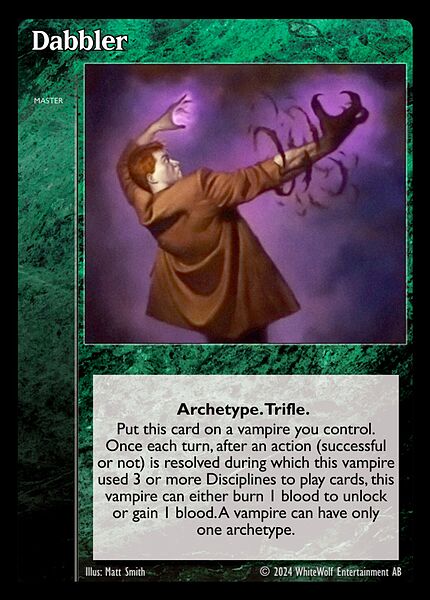 Dabbler
MASTER
Archetype. Trifle.
Put this card on a vampire you control.
Once each turn, after an action (successful
or not) is resolved during which this vampire
used 3 or more Disciplines to play cards, this
vampire can either burn 1 blood to unlock
or gain 1 blood. A vampire can have only
one archetype.
Illus: Matt Smith
© 2024 WhiteWolf Entertainment AB